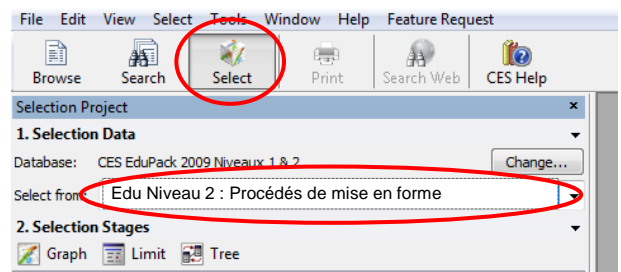 File Edit View Select Tools Window Help Feature Request
Browse Search Select Print Search Web CES Help
Selection Project ×
1. Selection Data
Database: CES EduPack 2009 Niveaux 1 & 2 Change...
Select from: Edu Niveau 2 : Procédés de mise en forme
2. Selection Stages
Graph Limit Tree